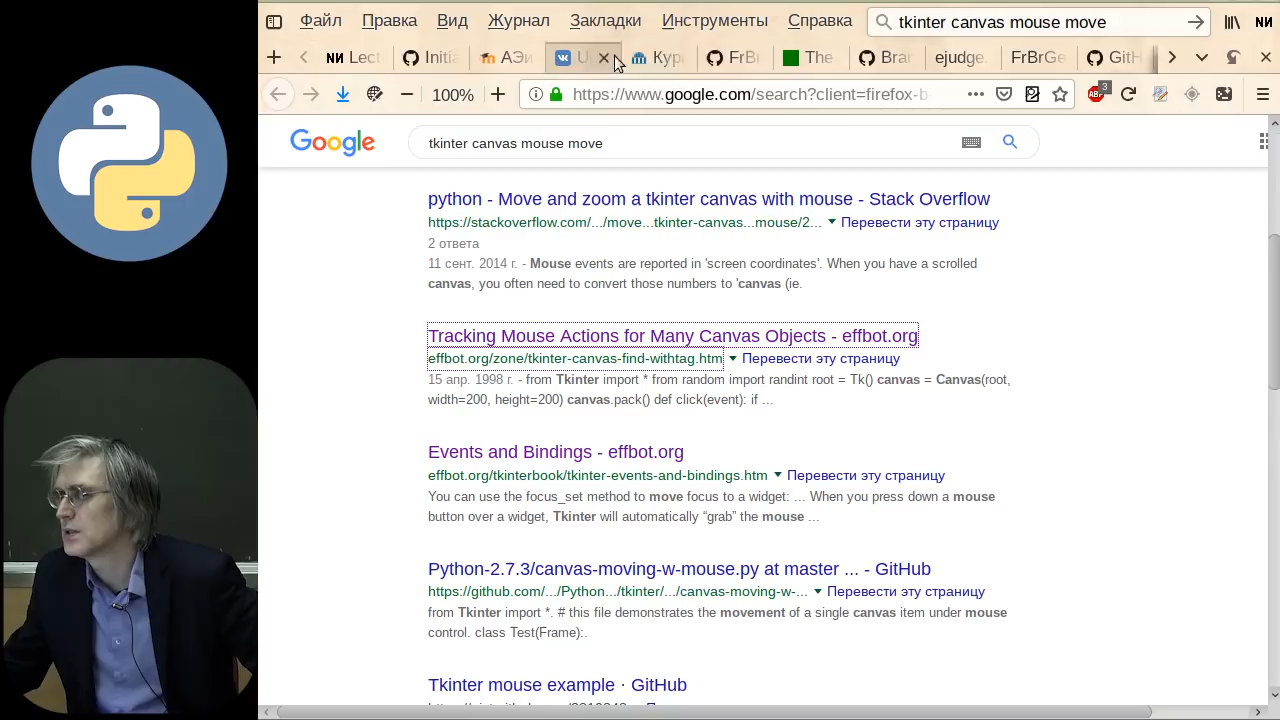 Файл Правка Вид Журнал Закладки Инструменты Справка tkinter canvas mouse move
Lect Initia АЭи U Кур FrBr The Bran ejudge FrBrGe GitH
100% https://www.google.com/search?client=firefox-b- 3
Google tkinter canvas mouse move
python - Move and zoom a tkinter canvas with mouse - Stack Overflow
https://stackoverflow.com/.../move...tkinter-canvas...mouse/2... Перевести эту страницу
2 ответа
11 сент. 2014 г. - Mouse events are reported in 'screen coordinates'. When you have a scrolled
canvas, you often need to convert those numbers to 'canvas (ie.
Tracking Mouse Actions for Many Canvas Objects - effbot.org
effbot.org/zone/tkinter-canvas-find-withtag.htm Перевести эту страницу
15 апр. 1998 г. - from Tkinter import * from random import randint root = Tk() canvas = Canvas(root,
width=200, height=200) canvas.pack() def click(event): if ...
Events and Bindings - effbot.org
effbot.org/tkinterbook/tkinter-events-and-bindings.htm Перевести эту страницу
You can use the focus_set method to move focus to a widget: ... When you press down a mouse
button over a widget, Tkinter will automatically “grab” the mouse ...
Python-2.7.3/canvas-moving-w-mouse.py at master ... - GitHub
https://github.com/.../Python.../tkinter/.../canvas-moving-w-... Перевести эту страницу
from Tkinter import *. # this file demonstrates the movement of a single canvas item under mouse
control. class Test(Frame):.
Tkinter mouse example · GitHub